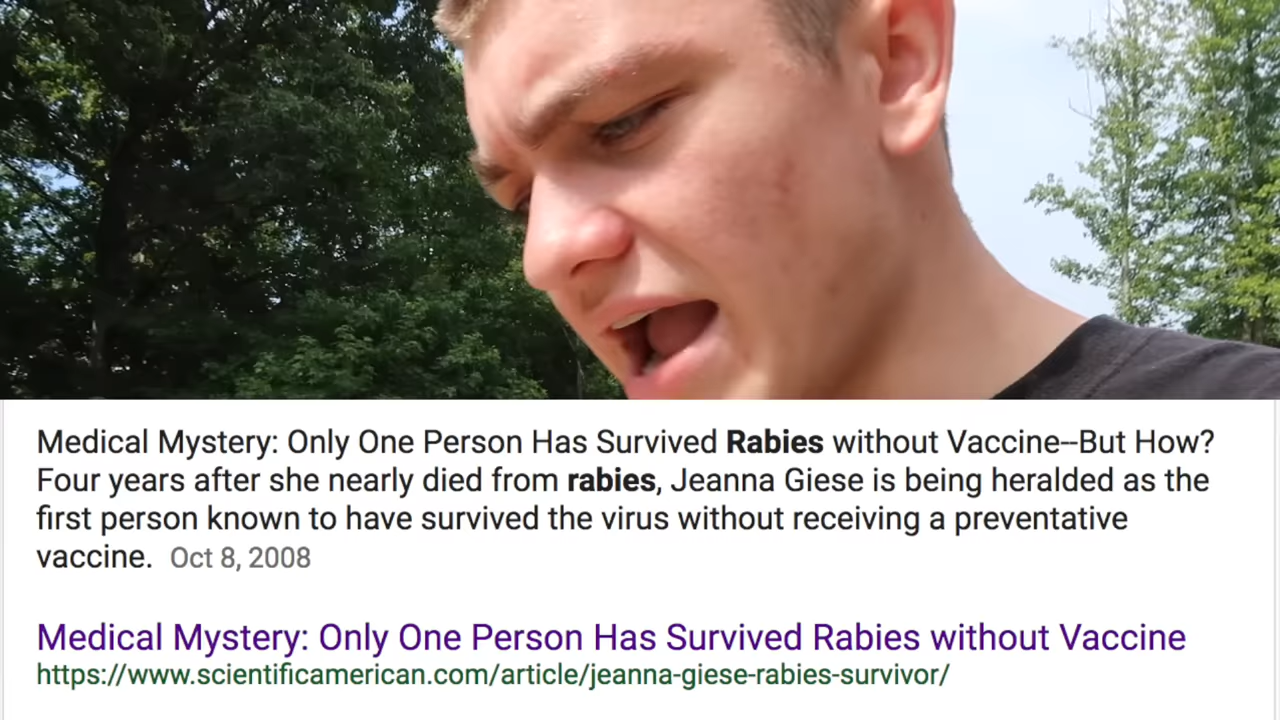 Medical Mystery: Only One Person Has Survived Rabies without Vaccine--But How?
Four years after she nearly died from rabies, Jeanna Giese is being heralded as the
first person known to have survived the virus without receiving a preventative
vaccine. Oct 8, 2008
Medical Mystery: Only One Person Has Survived Rabies without Vaccine
https://www.scientificamerican.com/article/jeanna-giese-rabies-survivor/